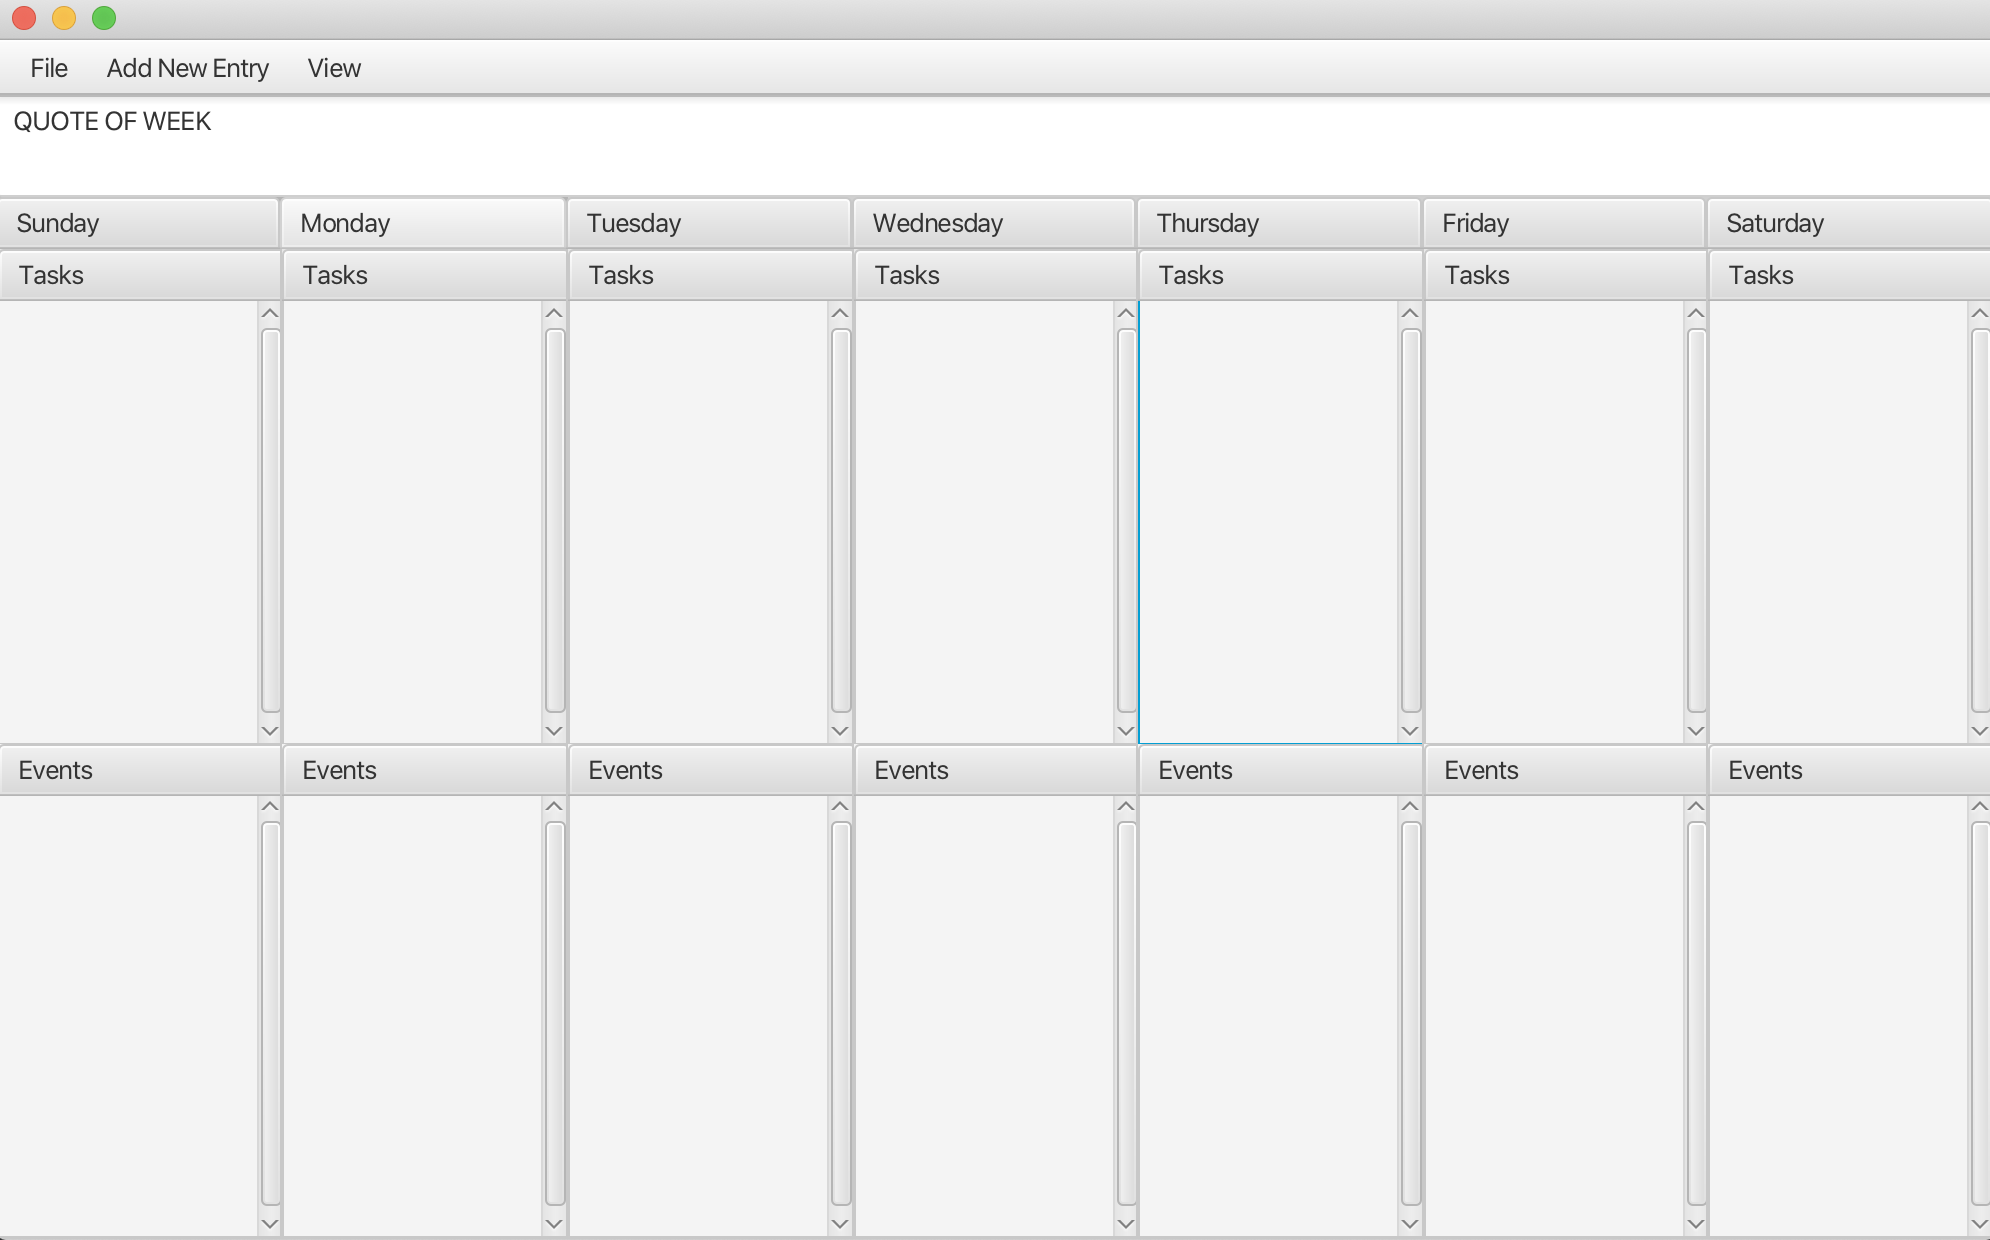 File Add New Entry View
QUOTE OF WEEK
Sunday Monday Tuesday Wednesday Thursday Friday Saturday
Tasks Tasks Tasks Tasks Tasks Tasks Tasks
Events Events Events Events Events Events Events